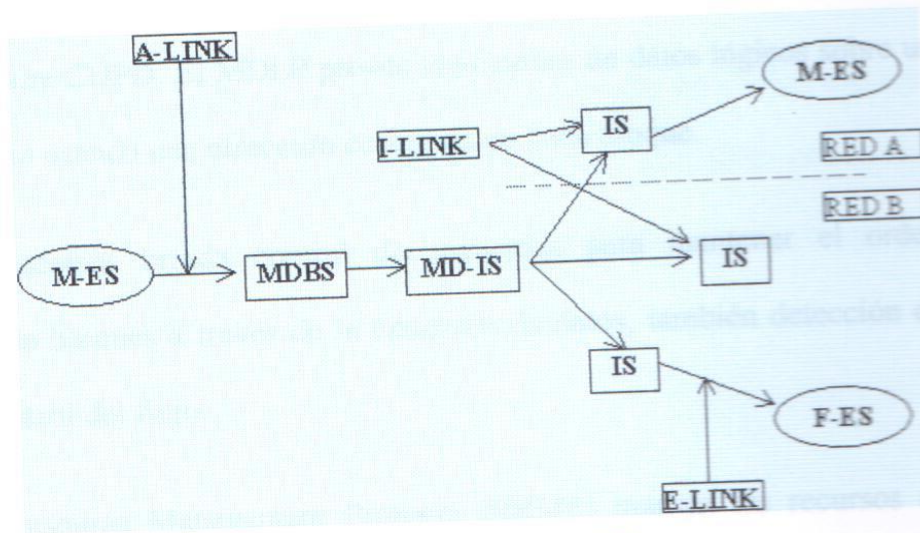 A-LINK
M-ES
IS
I-LINK
RED A
RED B
M-ES
MDBS
MD-IS
IS
IS
F-ES
E-LINK